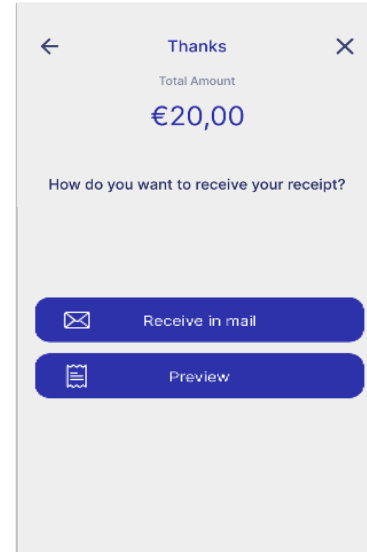 Thanks
Total Amount
€20,00
How do you want to receive your receipt?
Receive in mail
Preview